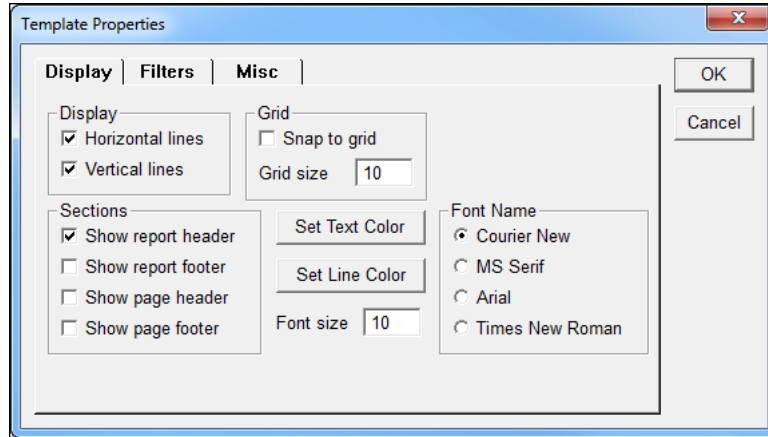 Template Properties
Display Filters Misc
OK
Cancel
Display
Horizontal lines
Vertical lines
Grid
Snap to grid
Grid size 10
Sections
Show report header
Show report footer
Show page header
Show page footer
Set Text Color
Set Line Color
Font size 10
Font Name
Courier New
MS Serif
Arial
Times New Roman